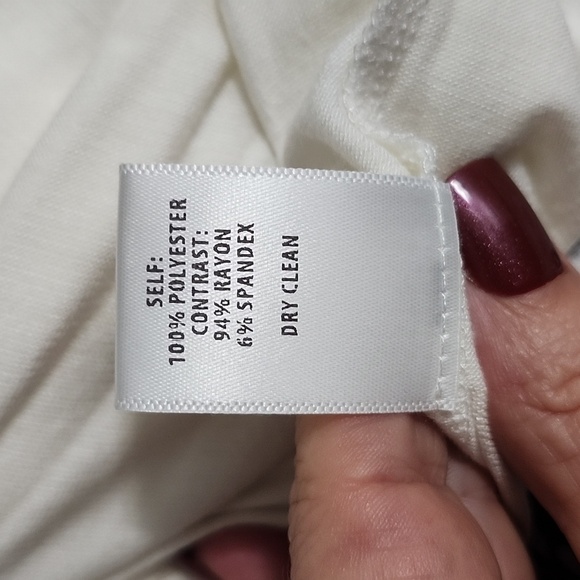 SELF:
100% POLYESTER
CONTRAST:
94% RAYON
6% SPANDEX
DRY CLEAN